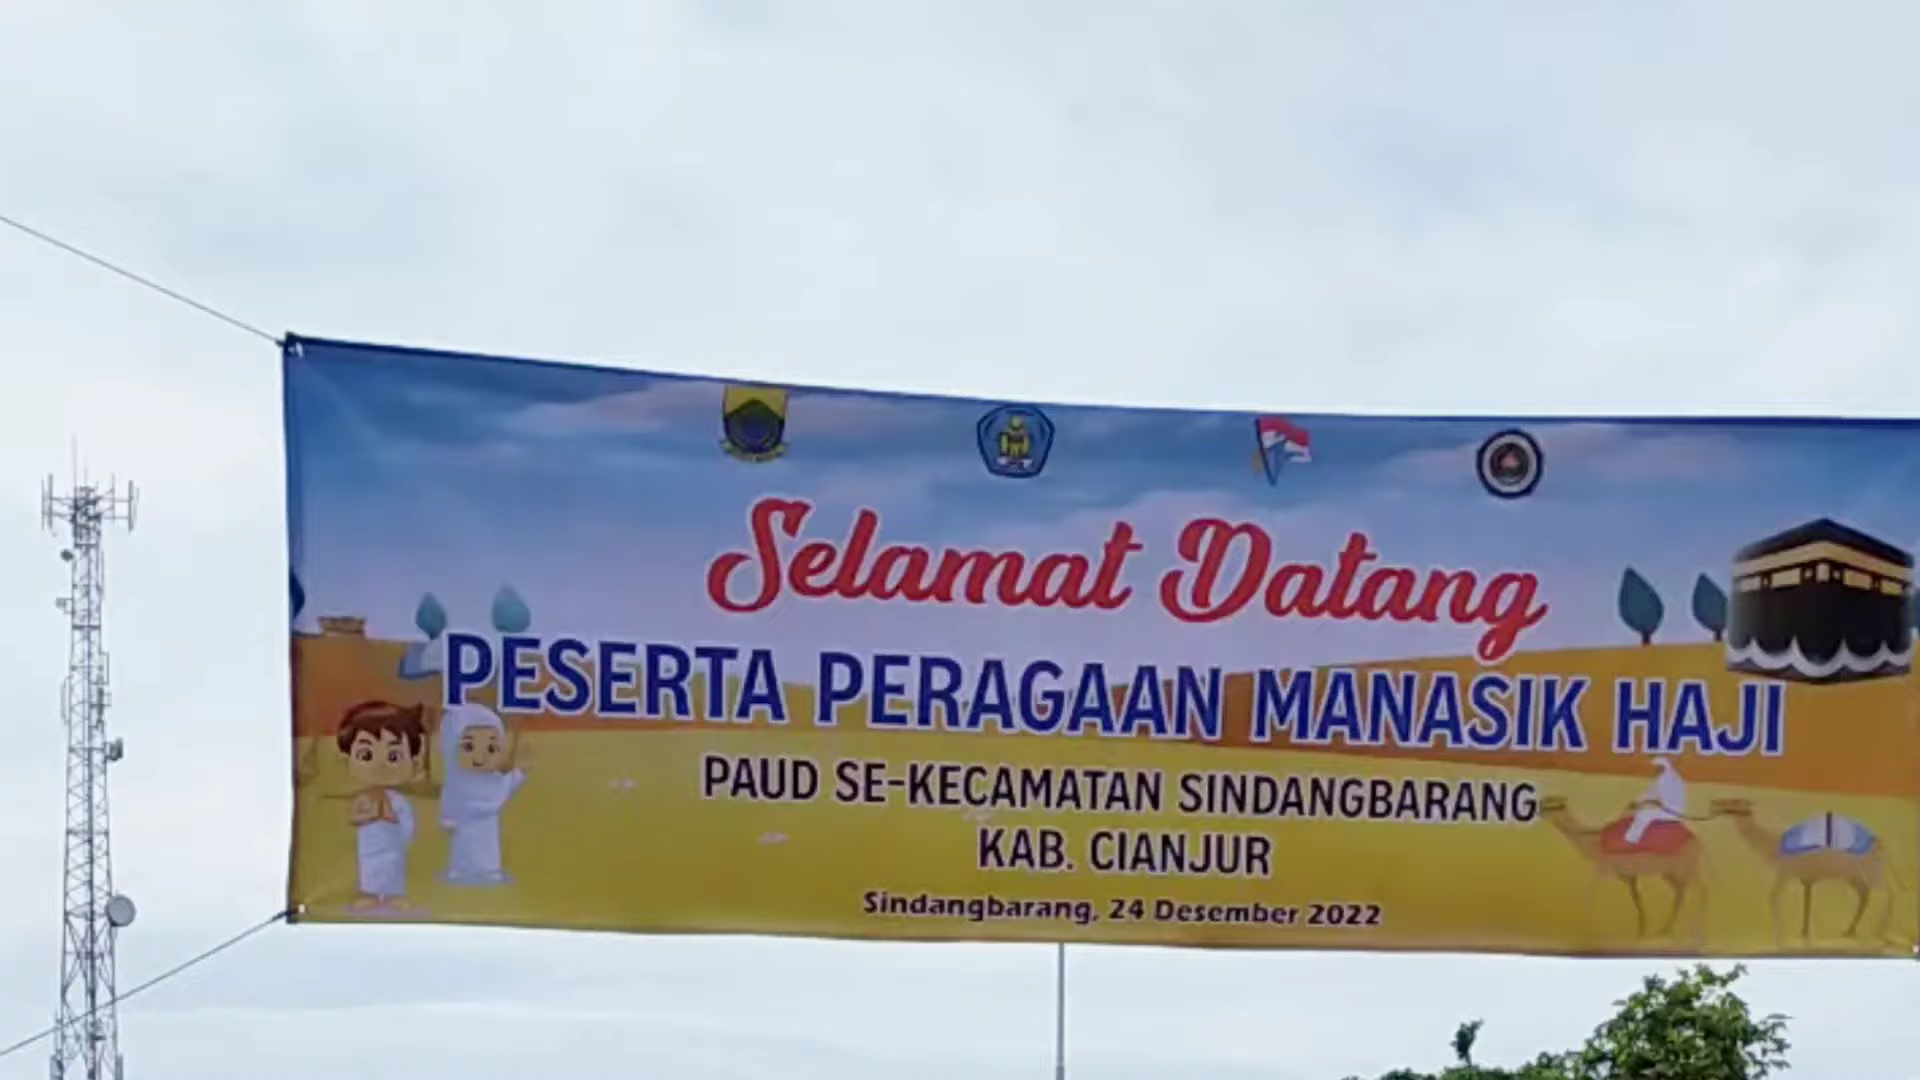 Selamat Datang
PESERTA PERAGAAN MANASIK HAJI
PAUD SE-KECAMATAN SINDANGBARANG
KAB. CIANJUR
Sindangbarang, 24 Desember 2022